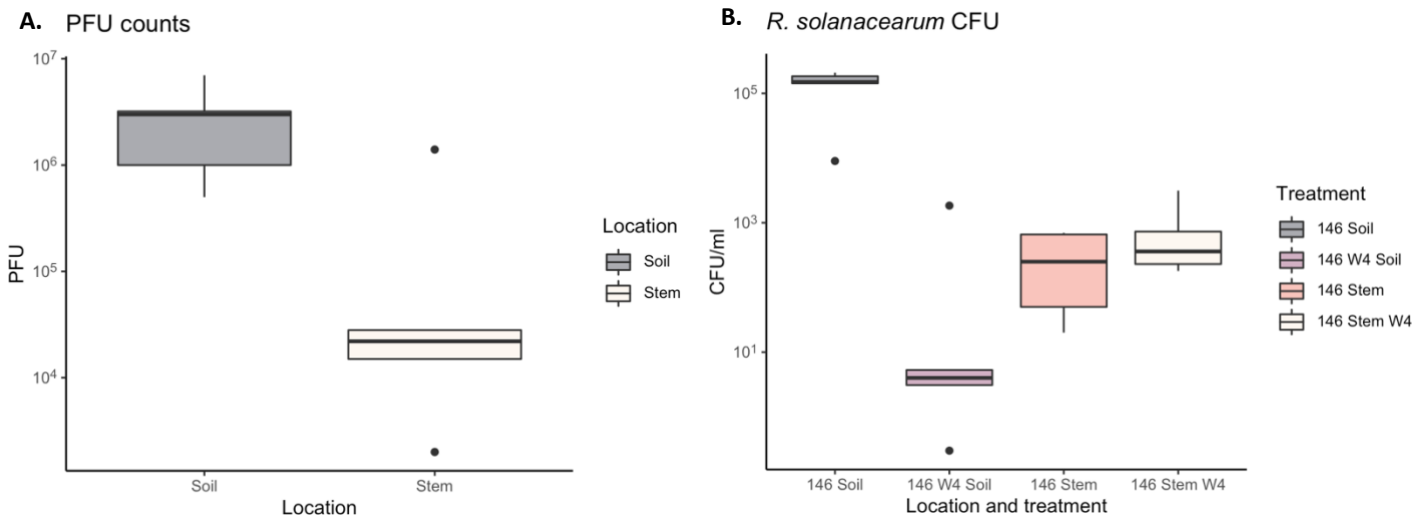 A. PFU counts
10⁷
10⁶
10⁵
10⁴
PFU
Soil
Stem
Location
Location
Soil
Stem
B. R. solanacearum CFU
10⁵
10³
10¹
CFU/ml
146 Soil
146 W4 Soil
146 Stem
146 Stem W4
Location and treatment
Treatment
146 Soil
146 W4 Soil
146 Stem
146 Stem W4